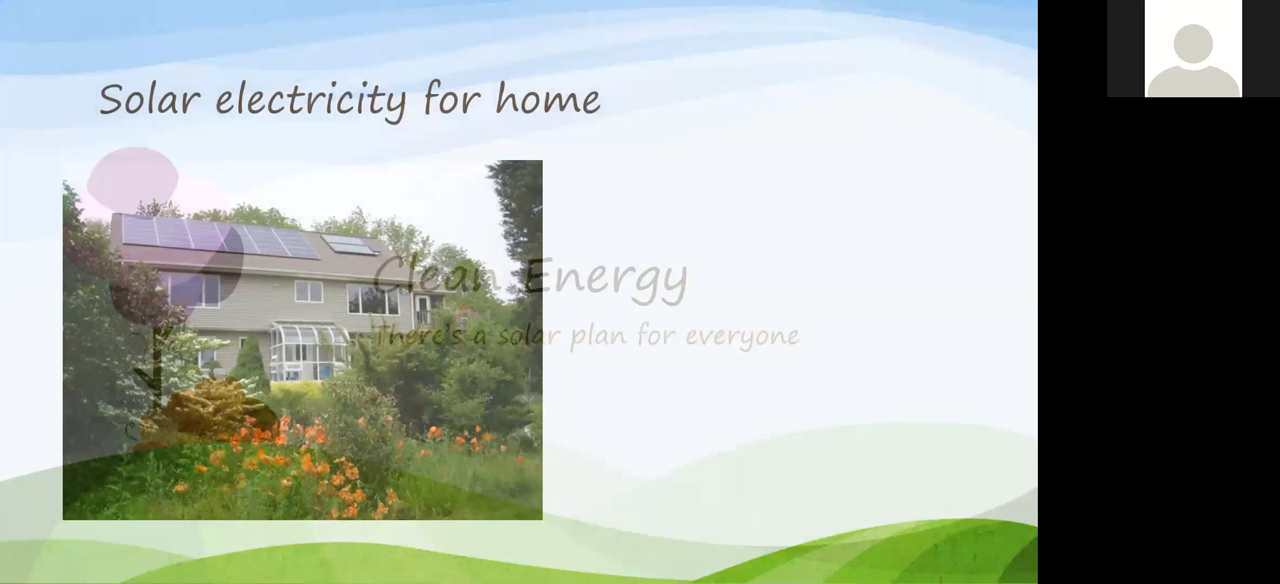 Solar electricity for home
Clean Energy
There's a solar plan for everyone